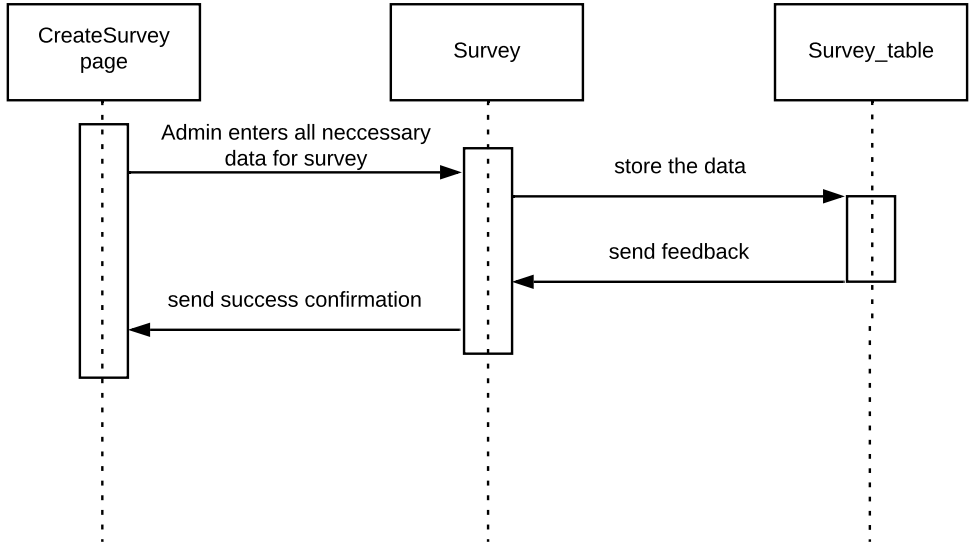 CreateSurvey
page
Survey
Survey_table
Admin enters all neccessary
data for survey
store the data
send feedback
send success confirmation